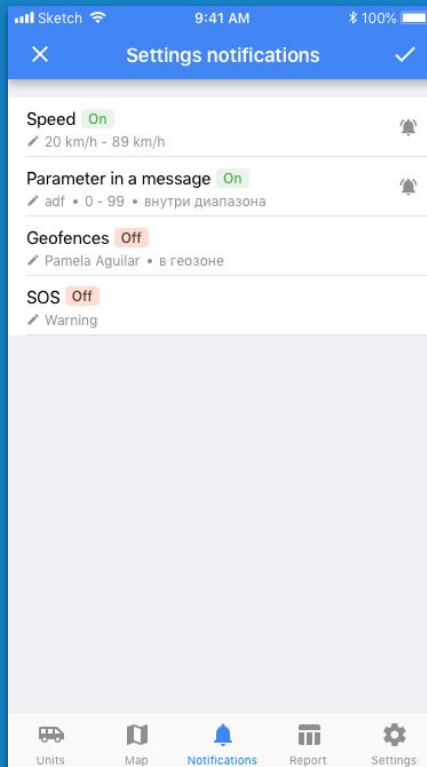 Sketch 9:41 AM 100%
Settings notifications
Speed On
20 km/h - 89 km/h
Parameter in a message On
adf • 0 - 99 • внутри диапазона
Geofences Off
Pamela Aguilar • в геозоне
SOS Off
Warning
Units Map Notifications Report Settings